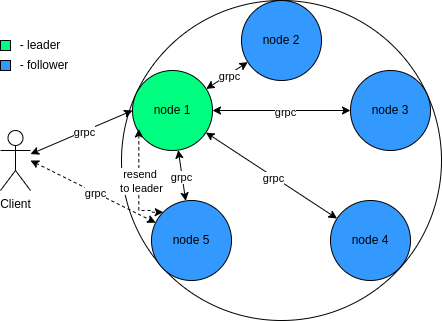 - leader
- follower
node 2
grpc
node 1
grpc
node 3
grpc
resend
to leader
grpc
grpc
grpc
Client
node 5
node 4